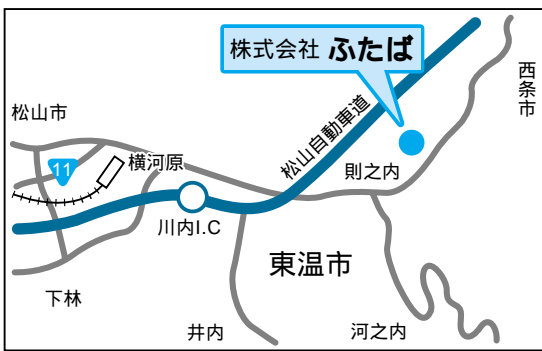 株式会社 ふたば
西条市
松山市
松山自動車道
11
横河原
則之内
川内I.C
東温市
下林
井内
河之内